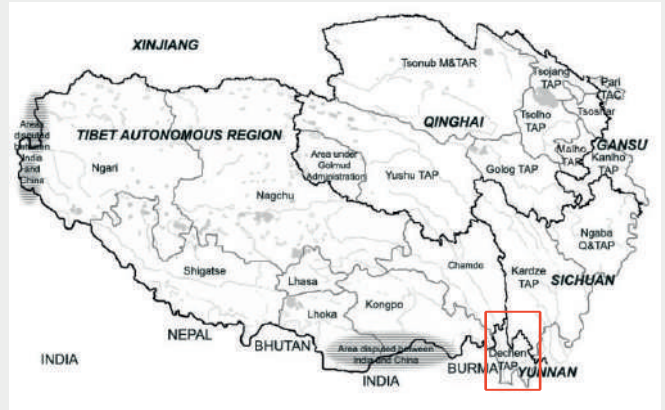 XINJIANG
Tsonub M&TAR
Tsojang
TAP
Pari
TAC
Tsoshar
Tsolho
TAP
QINGHAI
Malho
TAP
GANSU
Kanlho
TAP
Area
disputed
between
India
and
China
TIBET AUTONOMOUS REGION
Ngari
Nagchu
Area under
Golmud
Administration
Yushu TAP
Golog TAP
Ngaba
Q&TAP
Shigatse
Lhasa
Lhoka
Kongpo
Chamdo
Kardze
TAP
SICHUAN
NEPAL
BHUTAN
Area disputed between
India and China
Dechen
TAP
BURMA
YUNNAN
INDIA
INDIA